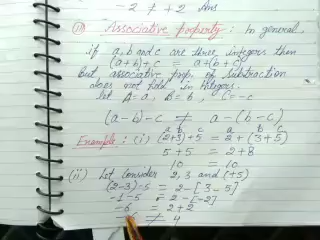 -2 ≠ +2 Ans
(ii) Associative property: In general,
if a, b and c are three integers then
(a+b)+c = a+(b+c)
But associative prop. of subtraction
does not hold in integers.
let A=a, B=b, C=-c
(a-b)-c ≠ a-(b-c)
a b c a b c
Example: (i) (2+3)+5 = 2+(3+5)
5+5 = 2+8
10 = 10
(ii) Let consider 2, 3 and (+5)
(2-3)-5 = 2-[3-5]
-1-5 = 2-[-2]
-6 = 2+2
≠ 4